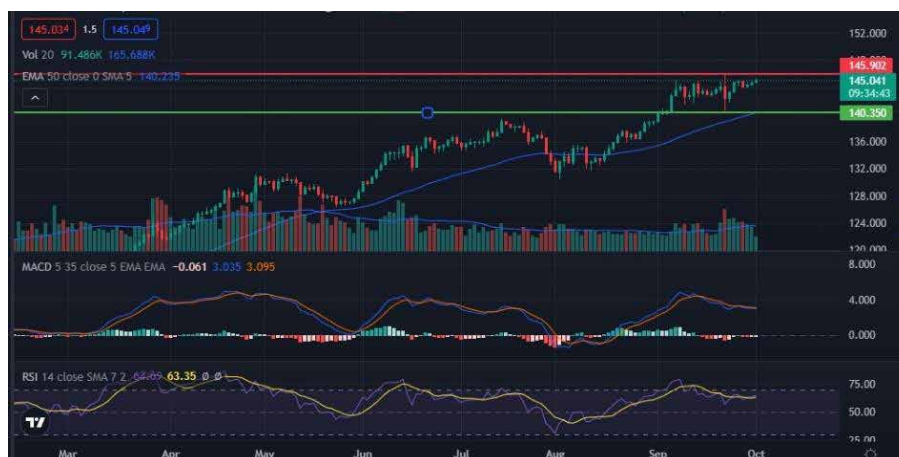 145.034 1.5 145.049
Vol 20 91.486K 165.688K
EMA 50 close 0 SMA 5 140.235
152.000
145.902
145.041
09:34:43
140.350
136.000
132.000
128.000
124.000
120.000
MACD 5 35 close 5 EMA EMA −0.061 3.035 3.095
8.000
4.000
0.000
RSI 14 close SMA 7 2 63.35 Ø Ø
75.00
50.00
25.00
Mar Apr May Jun Jul Aug Sep Oct